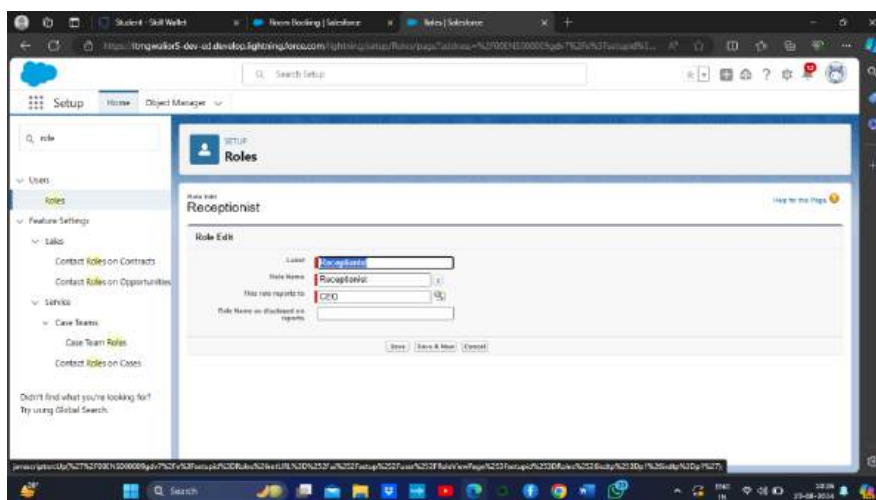 Student - Skill Wallet
Room Booking | Salesforce
Roles | Salesforce
Search Setup
Setup
Home
Object Manager
role
SETUP
Roles
Users
Roles
Feature Settings
Sales
Contact Roles on Contracts
Contact Roles on Opportunities
Service
Case Teams
Case Team Roles
Contact Roles on Cases
Didn't find what you're looking for?
Try using Global Search.
Role Edit
Receptionist
Help for this Page
Role Edit
Label
Receptionist
Role Name
Receptionist
This role reports to
CEO
Role Name as displayed on
reports
Save
Save & New
Cancel
Search
ENG
IN